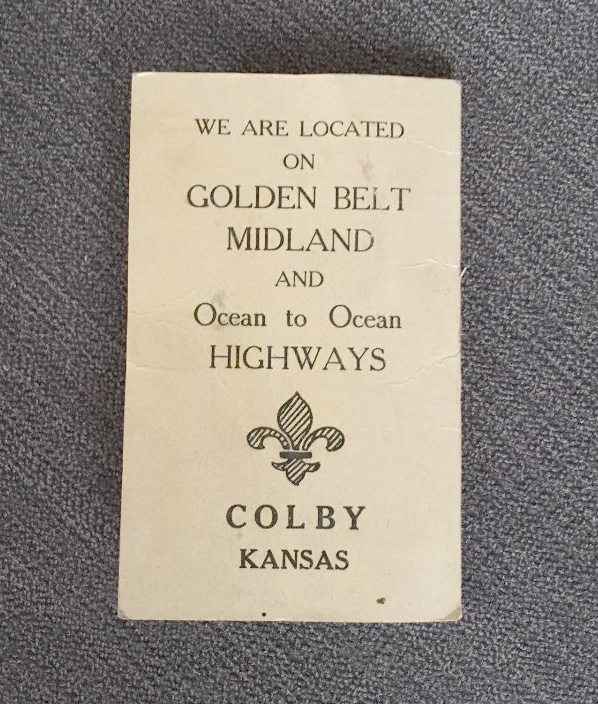 WE ARE LOCATED
ON
GOLDEN BELT
MIDLAND
AND
Ocean to Ocean
HIGHWAYS
COLBY
KANSAS